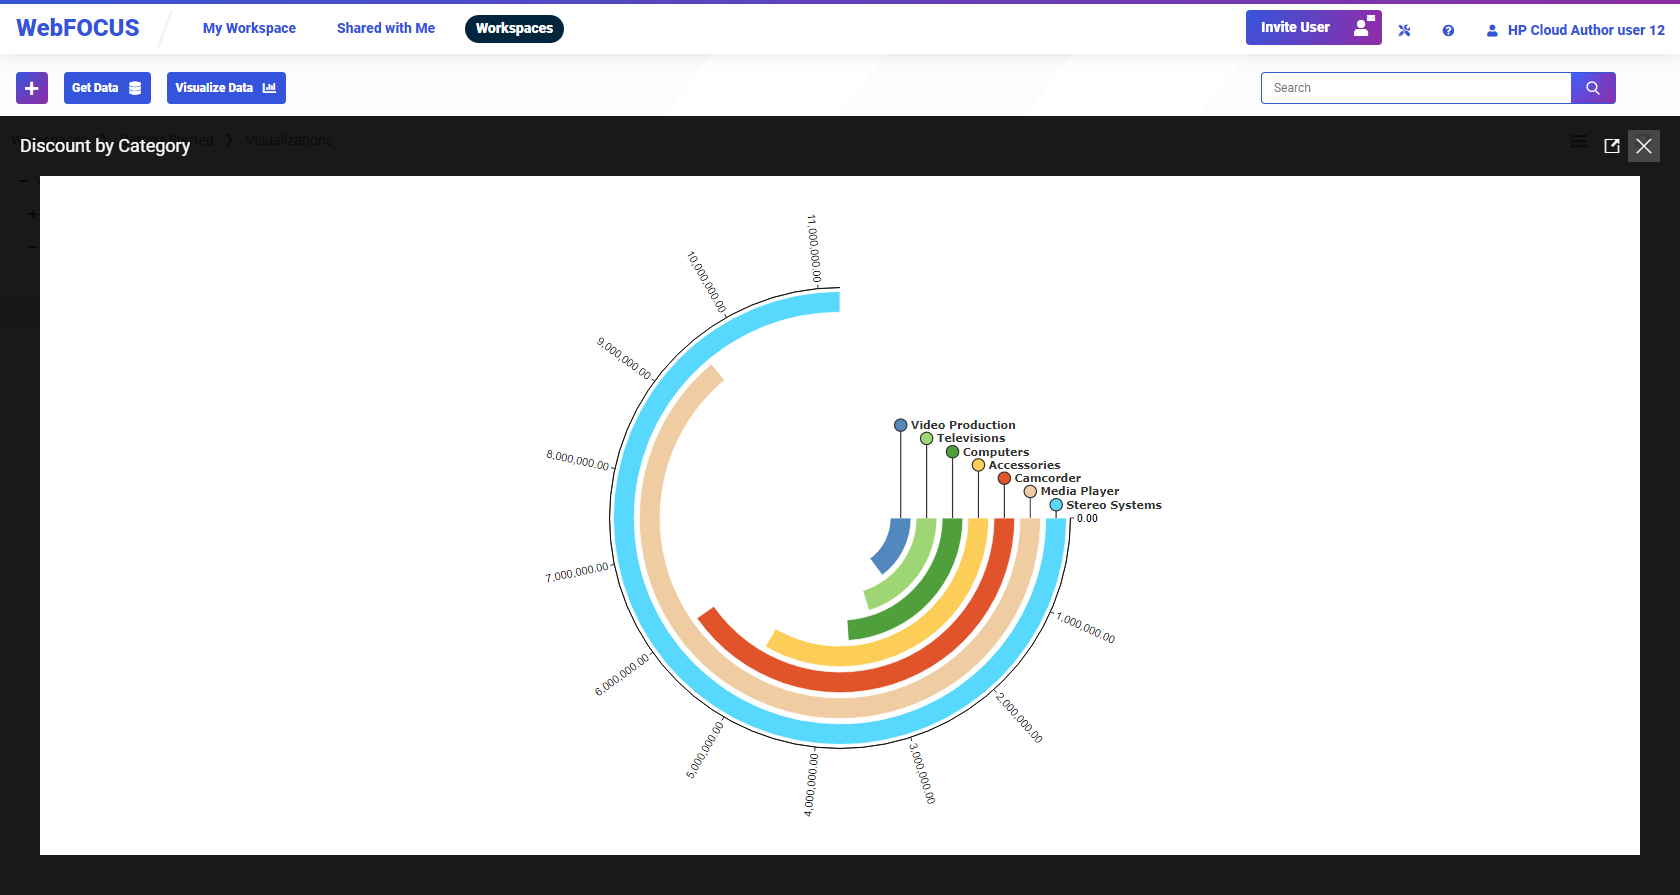 WebFOCUS
My Workspace
Shared with Me
Workspaces
Invite User
HP Cloud Author user 12
Get Data
Visualize Data
Search
Visualizations
Discount by Category
11,000,000.00
10,000,000.00
9,000,000.00
8,000,000.00
7,000,000.00
6,000,000.00
5,000,000.00
4,000,000.00
3,000,000.00
2,000,000.00
1,000,000.00
0.00
Video Production
Televisions
Computers
Accessories
Camcorder
Media Player
Stereo Systems